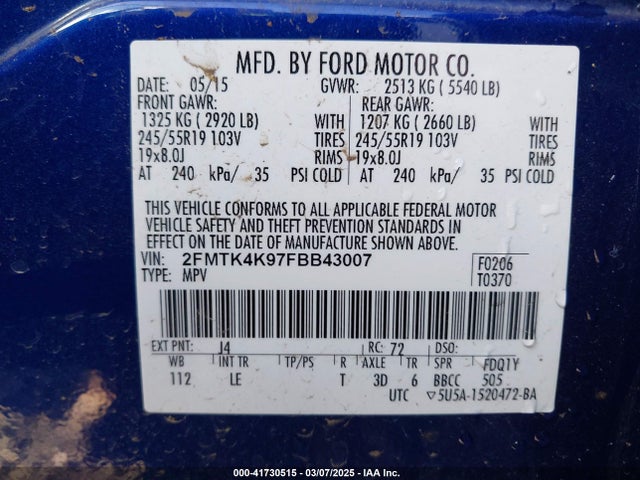 MFD. BY FORD MOTOR CO.
DATE: 05/15 GVWR: 2513 KG ( 5540 LB)
FRONT GAWR: REAR GAWR:
1325 KG ( 2920 LB) WITH 1207 KG ( 2660 LB) WITH
245/55R19 103V TIRES 245/55R19 103V TIRES
19x8.0J RIMS 19x8.0J RIMS
AT 240 kPa/ 35 PSI COLD AT 240 kPa/ 35 PSI COLD
THIS VEHICLE CONFORMS TO ALL APPLICABLE FEDERAL MOTOR
VEHICLE SAFETY AND THEFT PREVENTION STANDARDS IN
EFFECT ON THE DATE OF MANUFACTURE SHOWN ABOVE.
VIN: 2FMTK4K97FBB43007 F0206
TYPE: MPV T0370
EXT PNT: J4 RC: 72 DSO:
WB INT TR TP/PS R AXLE TR SPR FDQTY
112 LE T 3D 6 BBCC 505
UTC ▽5U5A-1520472-BA
000-41730515 - 03/07/2025 - IAA Inc.